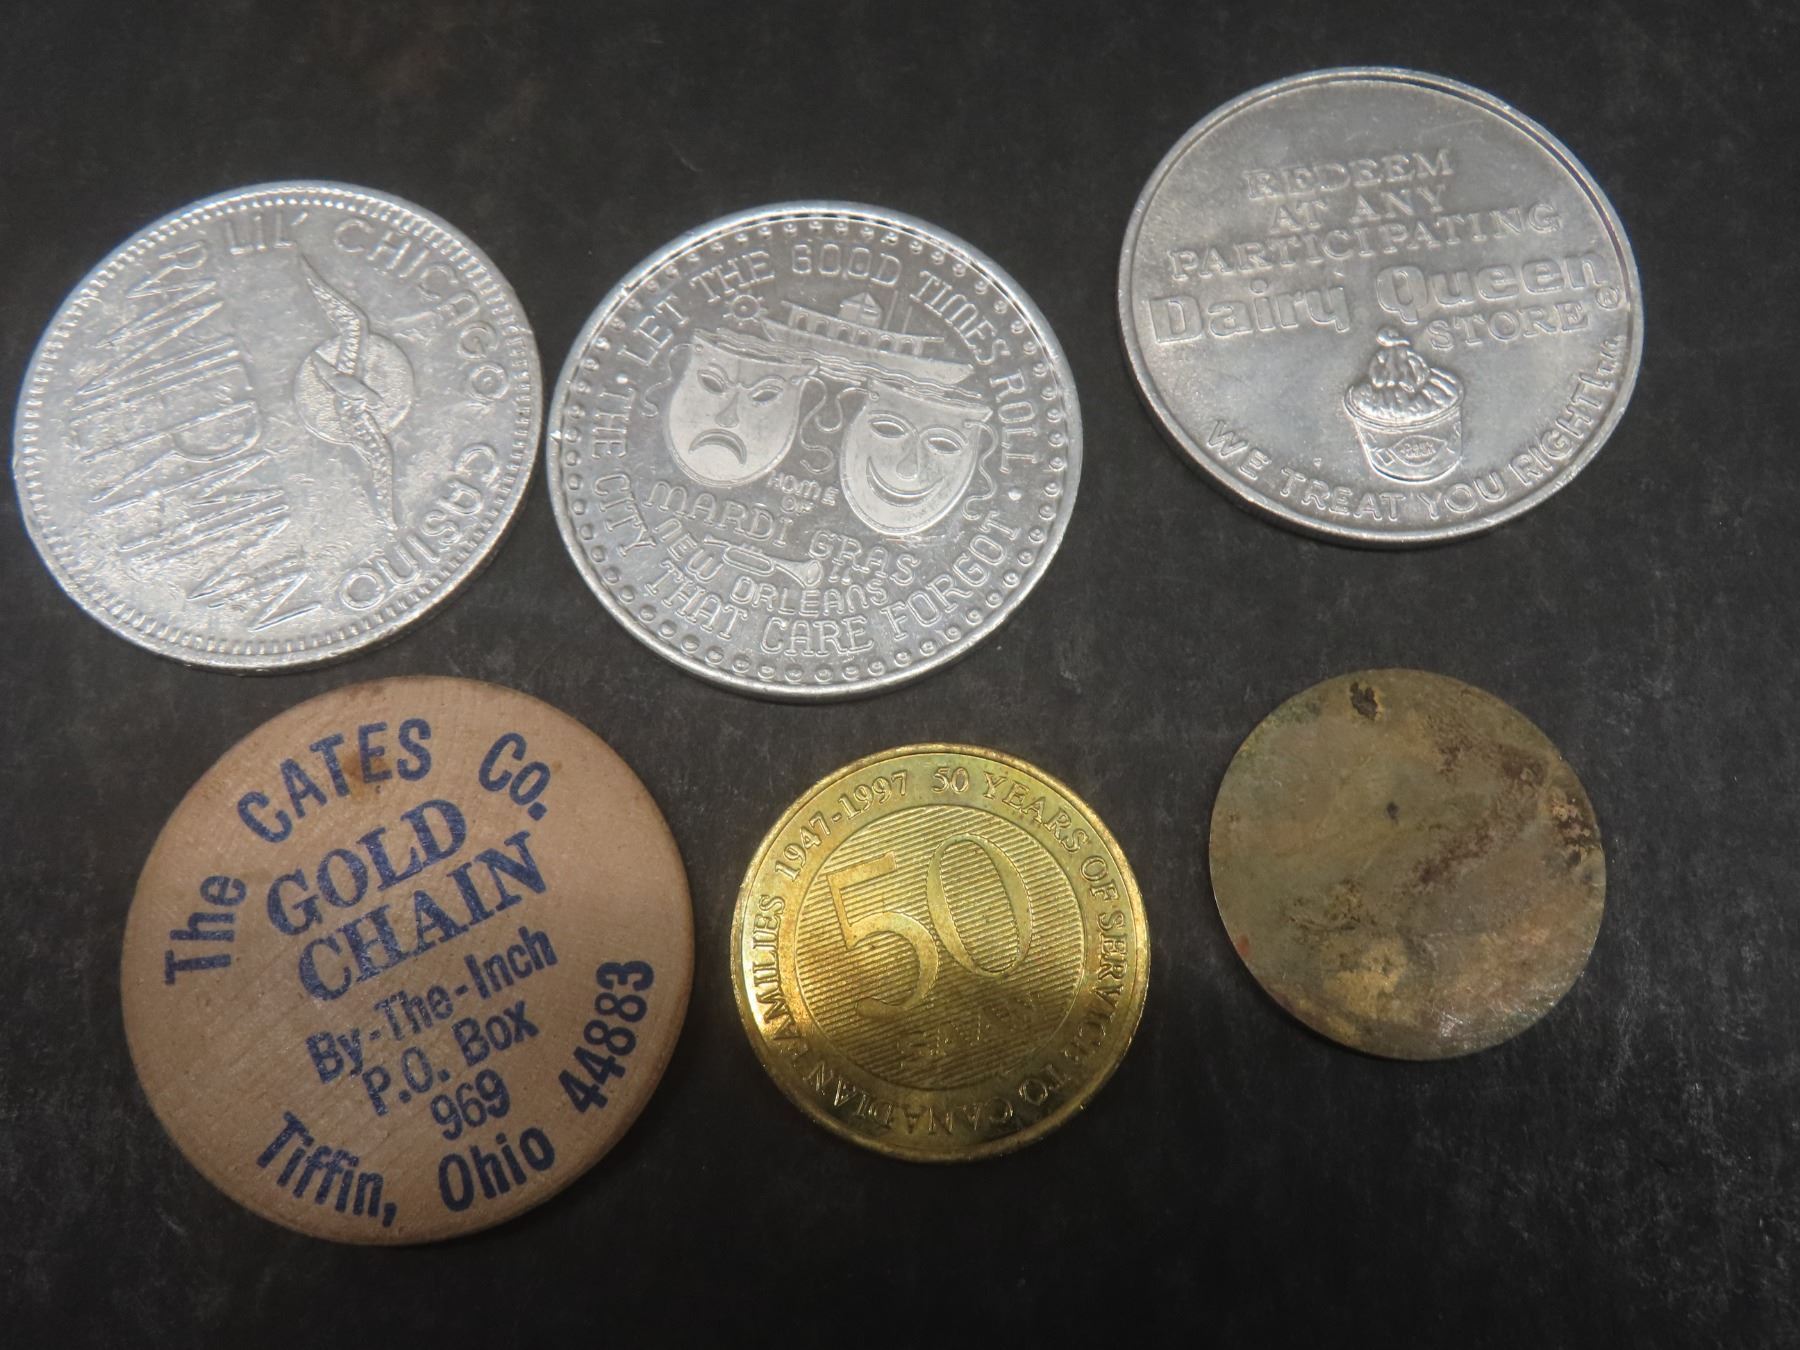 LIL' CHICAGO CASINO
LET THE GOOD TIMES ROLL
HOME
OF
MARDI GRAS
NEW ORLEANS
THE CITY THAT CARE FORGOT
REDEEM
AT ANY
PARTICIPATING
Dairy Queen®
STORE
WE TREAT YOU RIGHT!
The CATES Co.
GOLD
CHAIN
By-The-Inch
P.O. Box
969
Tiffin, Ohio 44883
1947-1997 50 YEARS OF SERVICE TO CANADIAN FAMILIES
50